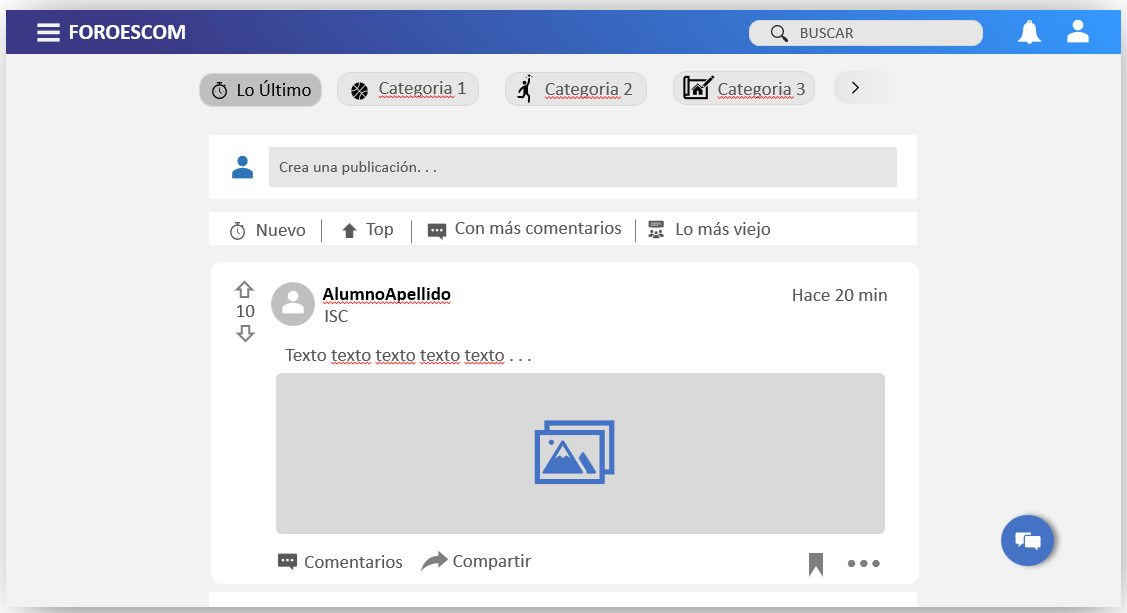 FOROESCOM
BUSCAR
Lo Último
Categoria 1
Categoria 2
Categoria 3
Crea una publicación. . .
Nuevo
Top
Con más comentarios
Lo más viejo
10
AlumnoApellido
Hace 20 min
ISC
Texto texto texto texto texto . . .
Comentarios
Compartir